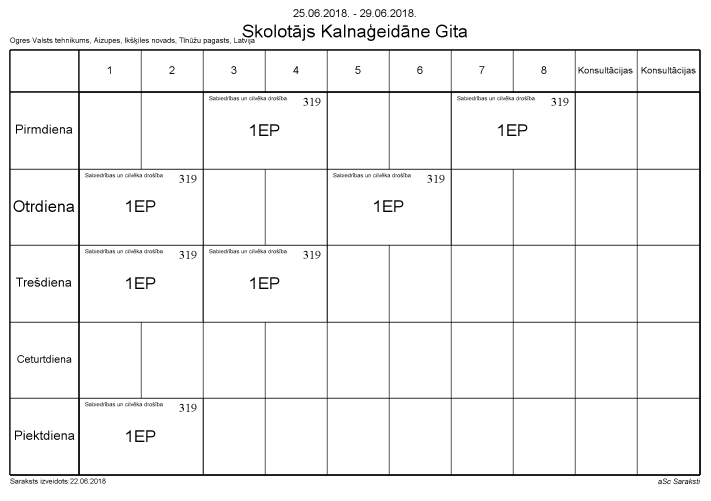 25.06.2018. - 29.06.2018.
Skolotājs Kalnaģeidāne Gita
Ogres Valsts tehnikums, Aizupes, Ikšķiles novads, Tīnūžu pagasts, Latvija
1 2 3 4 5 6 7 8 Konsultācijas Konsultācijas
Pirmdiena
Sabiedrības un cilvēka drošība 319
1EP
Sabiedrības un cilvēka drošība 319
1EP
Otrdiena
Sabiedrības un cilvēka drošība 319
1EP
Sabiedrības un cilvēka drošība 319
1EP
Trešdiena
Sabiedrības un cilvēka drošība 319
1EP
Sabiedrības un cilvēka drošība 319
1EP
Ceturtdiena
Piektdiena
Sabiedrības un cilvēka drošība 319
1EP
Saraksts izveidots:22.06.2018
aSc Saraksti